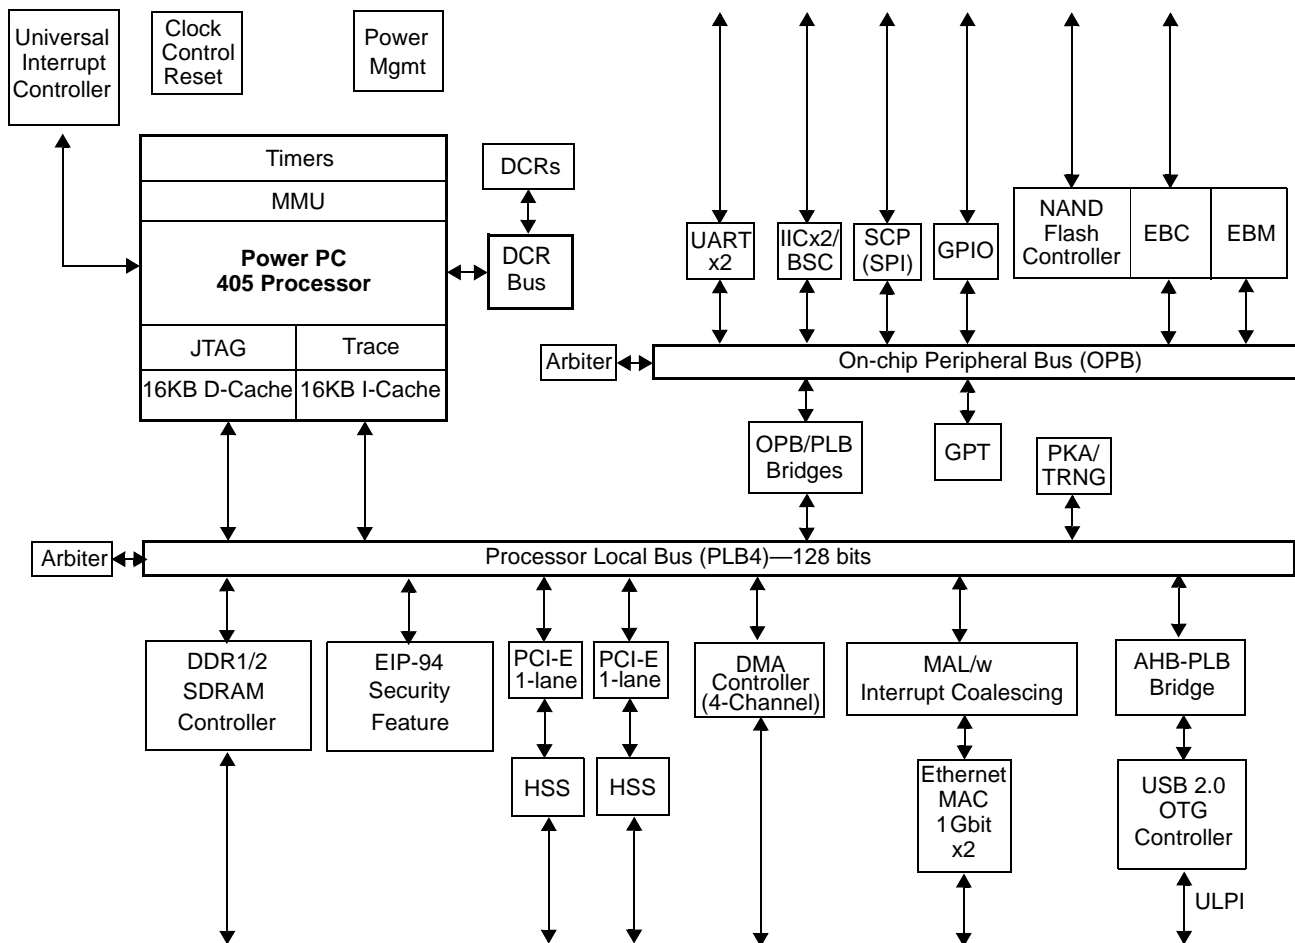 Universal
Interrupt
Controller
Clock
Control
Reset
Power
Mgmt
Timers
MMU
Power PC
405 Processor
JTAG
Trace
16KB D-Cache
16KB I-Cache
DCRs
DCR
Bus
UART
x2
IICx2/
BSC
SCP
(SPI)
GPIO
NAND
Flash
Controller
EBC
EBM
Arbiter
On-chip Peripheral Bus (OPB)
OPB/PLB
Bridges
GPT
PKA/
TRNG
Arbiter
Processor Local Bus (PLB4)—128 bits
DDR1/2
SDRAM
Controller
EIP-94
Security
Feature
PCI-E
1-lane
PCI-E
1-lane
DMA
Controller
(4-Channel)
MAL/w
Interrupt Coalescing
AHB-PLB
Bridge
HSS
HSS
Ethernet
MAC
1Gbit
x2
USB 2.0
OTG
Controller
ULPI